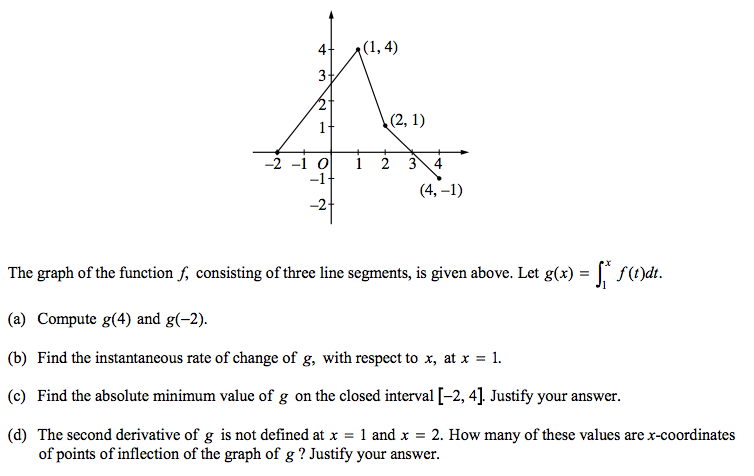 4
(1, 4)
3
2
1
(2, 1)
–2 –1 O 1 2 3 4
–1
(4, –1)
–2
The graph of the function f, consisting of three line segments, is given above. Let g(x) = ∫₁ˣ f(t)dt.
(a) Compute g(4) and g(–2).
(b) Find the instantaneous rate of change of g, with respect to x, at x = 1.
(c) Find the absolute minimum value of g on the closed interval [–2, 4]. Justify your answer.
(d) The second derivative of g is not defined at x = 1 and x = 2. How many of these values are x-coordinates
of points of inflection of the graph of g ? Justify your answer.